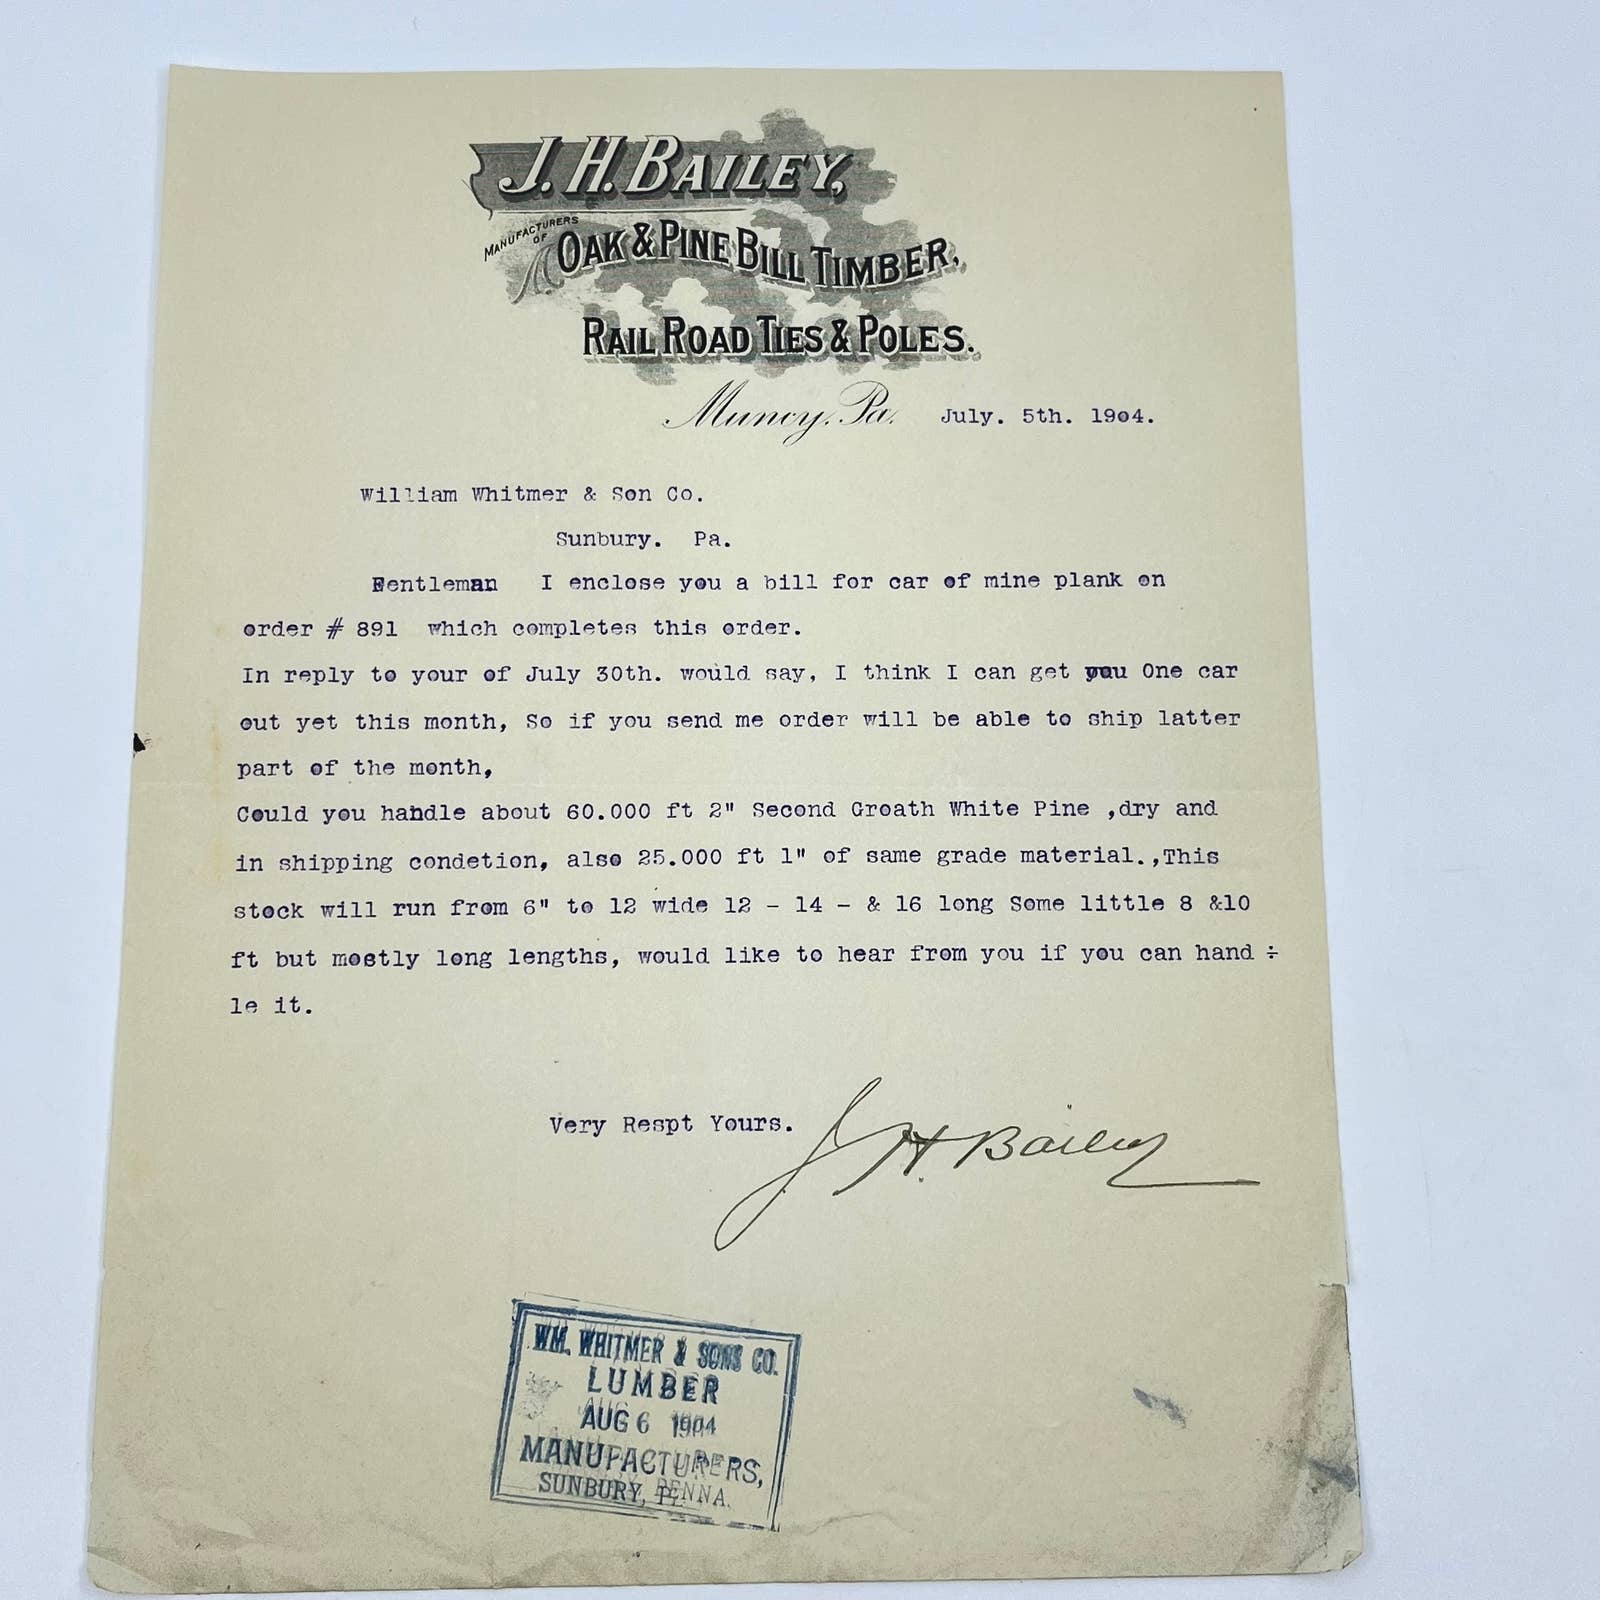 J. H. BAILEY,
MANUFACTURERS OF OAK & PINE BILL TIMBER,
RAIL ROAD TIES & POLES.
Muncy, Pa. July. 5th. 1904.
William Whitmer & Son Co.
Sunbury. Pa.
Gentleman I enclose you a bill for car of mine plank on
order # 891 which completes this order.
In reply to your of July 30th. would say, I think I can get you One car
out yet this month, So if you send me order will be able to ship latter
part of the month,
Could you handle about 60.000 ft 2" Second Groath White Pine ,dry and
in shipping condetion, also 25.000 ft 1" of same grade material.,This
stock will run from 6" to 12 wide 12 - 14 - & 16 long Some little 8 &10
ft but mostly long lengths, would like to hear from you if you can hand ÷
le it.
Very Respt Yours.
J. H. Bailey
WM. WHITMER & SONS CO.
LUMBER
AUG 6 1904
MANUFACTURERS,
SUNBURY, PENNA.